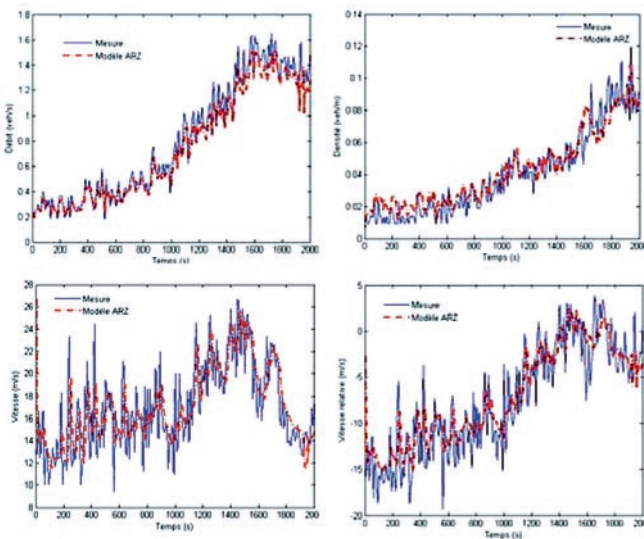 1.8
1.6
1.4
1.2
1
0.8
0.6
0.4
0.2
0
Débit (veh/s)
Mesure
Modèle ARZ
0 200 400 600 800 1000 1200 1400 1600 1800 2000
Temps (s)
0.14
0.12
0.1
0.08
0.06
0.04
0.02
0
Densité (veh/m)
Mesure
Modèle ARZ
0 200 400 600 800 1000 1200 1400 1600 1800 2000
Temps (s)
28
26
24
22
20
18
16
14
12
10
8
Vitesse (m/s)
Mesure
Modèle ARZ
0 200 400 600 800 1000 1200 1400 1600 1800 200
Temps (s)
5
0
-5
-10
-15
-20
Vitesse relative (m/s)
Mesure
Modèle ARZ
0 200 400 600 800 1000 1200 1400 1600 1800 2000
Temps (s)